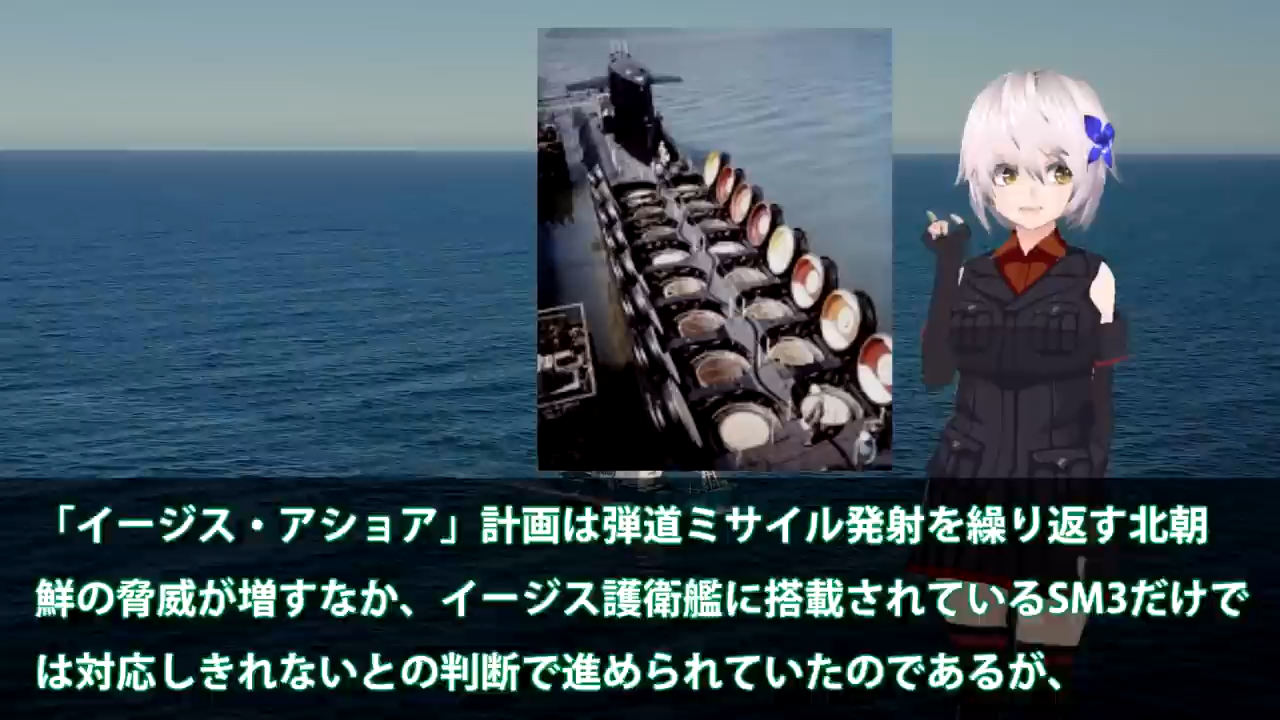 「イージス・アショア」計画は弾道ミサイル発射を繰り返す北朝
鮮の脅威が増すなか、イージス護衛艦に搭載されているSM3だけで
は対応しきれないとの判断で進められていたのであるが、